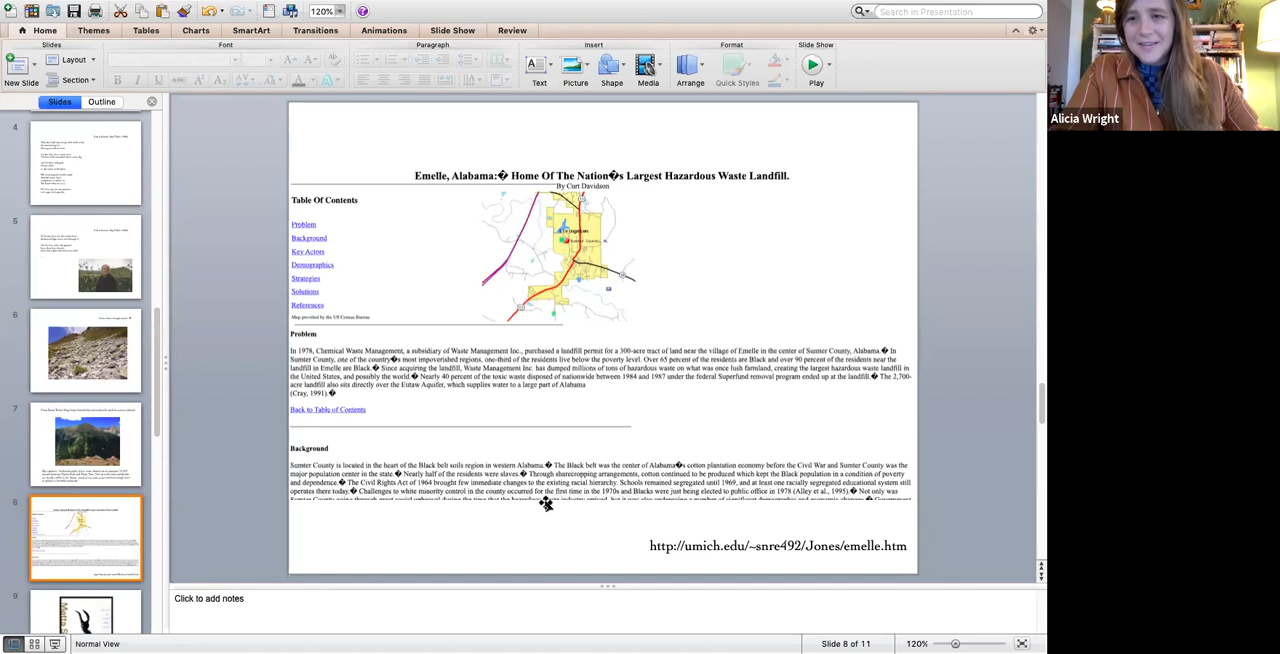 120%
Search in Presentation
Home
Themes
Tables
Charts
SmartArt
Transitions
Animations
Slide Show
Review
Slides
Font
Paragraph
Insert
Format
Slide Show
New Slide
Layout
Section
Text
Picture
Shape
Media
Arrange
Quick Styles
Play
Slides
Outline
4
5
6
7
8
9
Emelle, Alabama:� Home Of The Nation�s Largest Hazardous Waste Landfill.
By Curt Davidson
Table Of Contents
Problem
Background
Key Actors
Demographics
Strategies
Solutions
References
Map provided by the US Census Bureau
Problem
In 1978, Chemical Waste Management, a subsidiary of Waste Management Inc., purchased a landfill permit for a 300-acre tract of land near the village of Emelle in the center of Sumter County, Alabama.� In
Sumter County, one of the country�s most impoverished regions, one-third of the residents live below the poverty level. Over 65 percent of the residents are Black and over 90 percent of the residents near the
landfill in Emelle are Black.� Since acquiring the landfill, Waste Management Inc. has dumped millions of tons of hazardous waste on what was once lush farmland, creating the largest hazardous waste landfill in
the United States, and possibly the world.� Nearly 40 percent of the toxic waste disposed of nationwide between 1984 and 1987 under the federal Superfund removal program ended up at the landfill.� The 2,700-
acre landfill also sits directly over the Eutaw Aquifer, which supplies water to a large part of Alabama
(Cray, 1991).�
Back to Table of Contents
Background
Sumter County is located in the heart of the Black belt soils region in western Alabama.� The Black belt was the center of Alabama�s cotton plantation economy before the Civil War and Sumter County was the
major population center in the state.� Nearly half of the residents were slaves.� Through sharecropping arrangements, cotton continued to be produced which kept the Black population in a condition of poverty
and dependence.� The Civil Rights Act of 1964 brought few immediate changes to the existing racial hierarchy. Schools remained segregated until 1969, and at least one racially segregated educational system still
operates there today.� Challenges to white minority control in the county occurred for the first time in the 1970s and Blacks were just being elected to public office in 1978 (Alley et al., 1995).� Not only was
http://umich.edu/~snre492/Jones/emelle.htm
Click to add notes
Normal View
Slide 8 of 11
120%
Alicia Wright